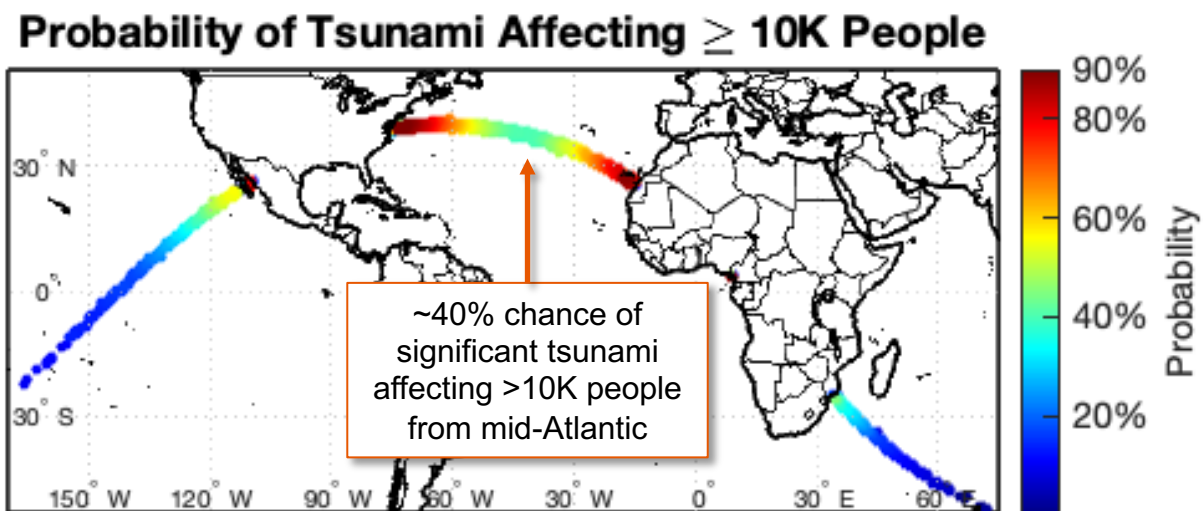 Probability of Tsunami Affecting ≥ 10K People
90%
80%
60%
40%
20%
Probability
30° N
0°
30° S
~40% chance of
significant tsunami
affecting >10K people
from mid-Atlantic
150° W 120° W 90° W 60° W 30° W 0° 30° E 60° E